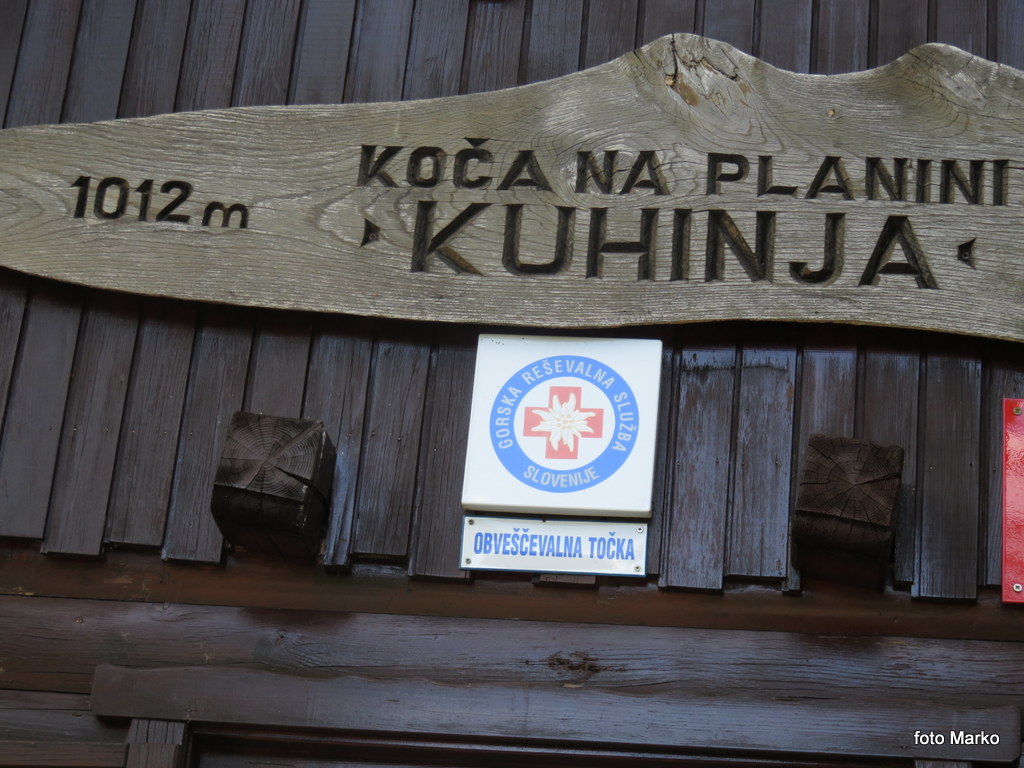 KOČA NA PLANINI
1012 m
KUHINJA
GORSKA REŠEVALNA SLUŽBA
SLOVENIJE
OBVEŠČEVALNA TOČKA
foto Marko